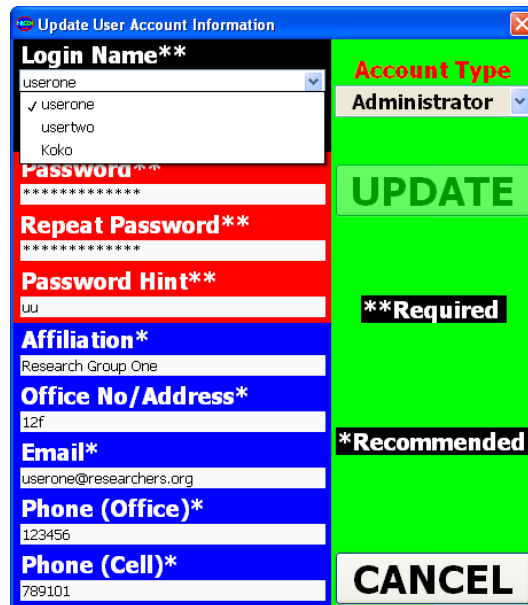 Update User Account Information
Login Name**
userone
✓ userone
usertwo
Koko
Password**
*************
Repeat Password**
*************
Password Hint**
uu
Affiliation*
Research Group One
Office No/Address*
12f
Email*
userone@researchers.org
Phone (Office)*
123456
Phone (Cell)*
789101
Account Type
Administrator
UPDATE
**Required
*Recommended
CANCEL